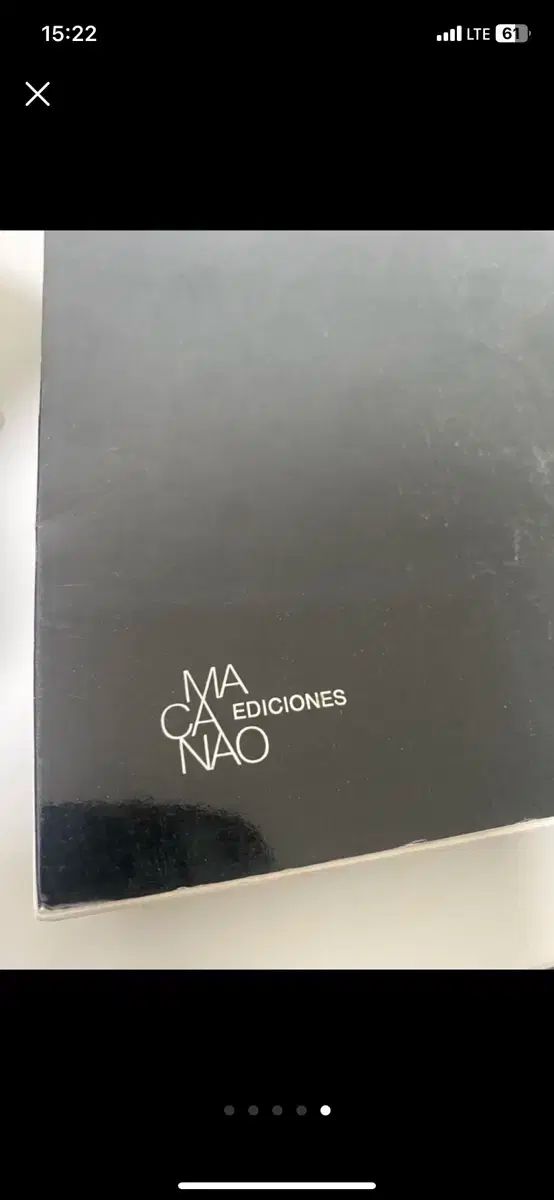 15:22
LTE 61
MA
CA EDICIONES
NAO